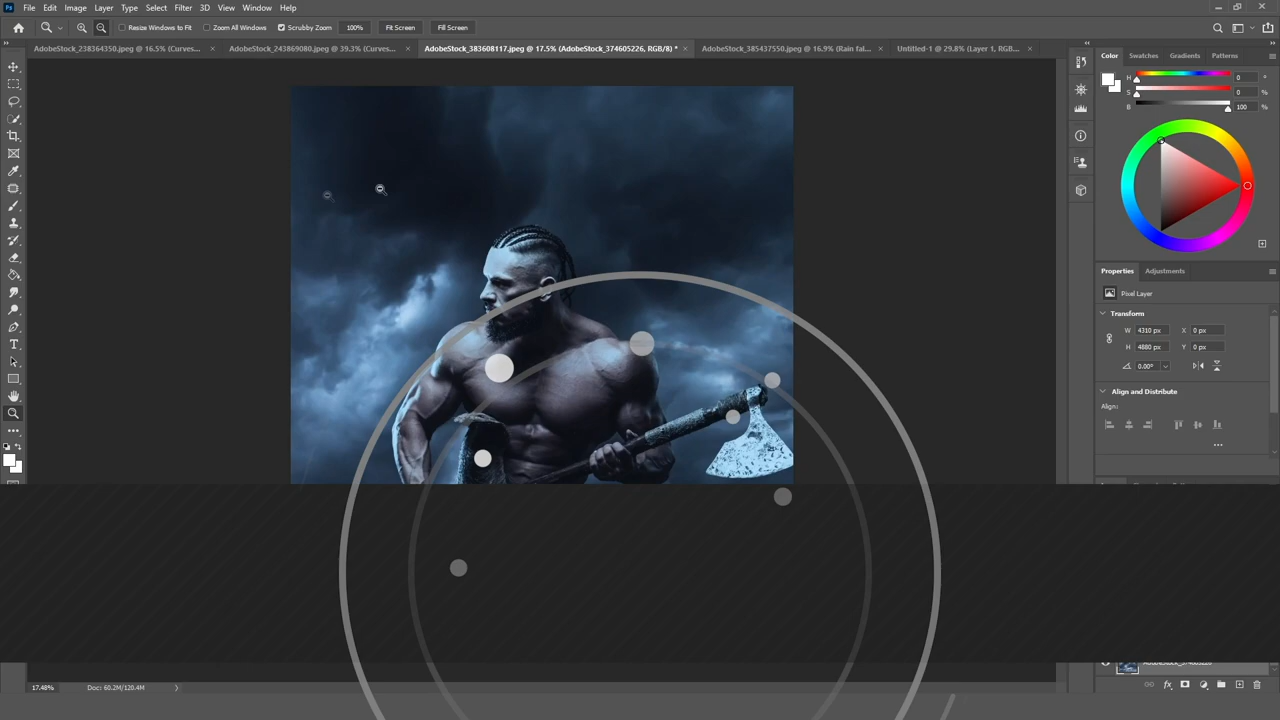 Ps File Edit Image Layer Type Select Filter 3D View Window Help
Resize Windows to Fit Zoom All Windows Scrubby Zoom 100% Fit Screen Fill Screen
AdobeStock_238364350.jpeg @ 16.5% (Curves... × AdobeStock_243869080.jpeg @ 39.3% (Curves... × AdobeStock_383608117.jpeg @ 17.5% (AdobeStock_374605226, RGB/8) * × AdobeStock_385437550.jpeg @ 16.9% (Rain fal... × Untitled-1 @ 29.8% (Layer 1, RGB/8... ×
Color Swatches Gradients Patterns
H 0 °
S 0 %
B 100 %
Properties Adjustments
Pixel Layer
Transform
W 4310 px X 0 px
H 4880 px Y 0 px
0.00°
Align and Distribute
Align:
AdobeStock_374605226
17.48% Doc: 60.2M/120.4M